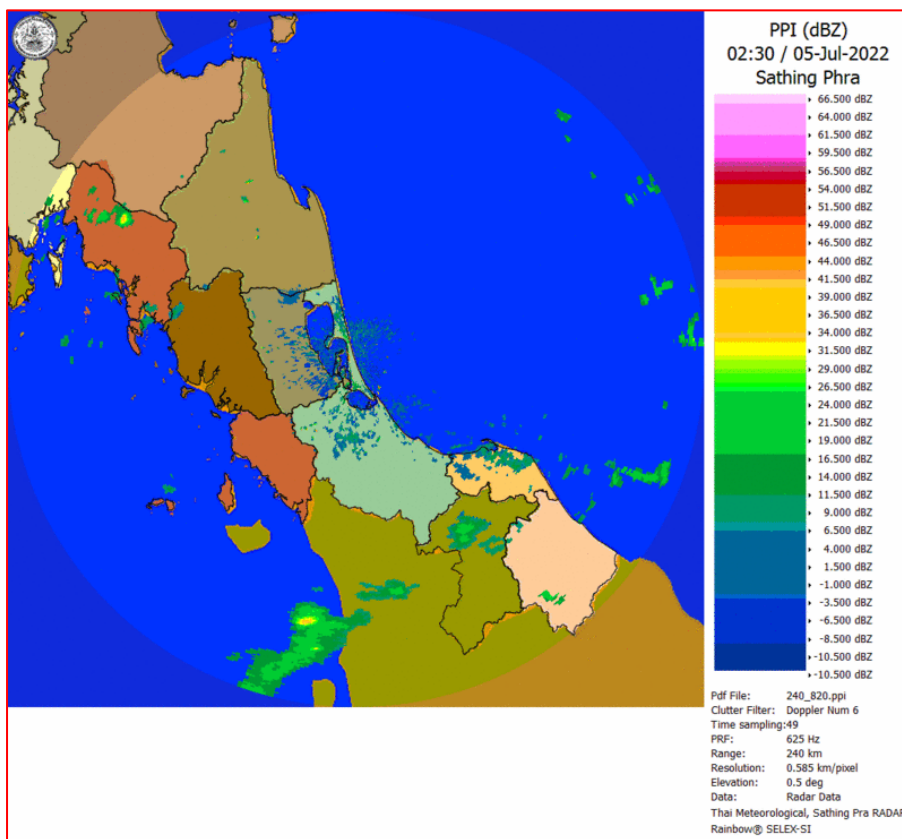 PPI (dBZ)
02:30 / 05-Jul-2022
Sathing Phra
66.500 dBZ
64.000 dBZ
61.500 dBZ
59.500 dBZ
56.500 dBZ
54.000 dBZ
51.500 dBZ
49.000 dBZ
46.500 dBZ
44.000 dBZ
41.500 dBZ
39.000 dBZ
36.500 dBZ
34.000 dBZ
31.500 dBZ
29.000 dBZ
26.500 dBZ
24.000 dBZ
21.500 dBZ
19.000 dBZ
16.500 dBZ
14.000 dBZ
11.500 dBZ
9.000 dBZ
6.500 dBZ
4.000 dBZ
1.500 dBZ
-1.000 dBZ
-3.500 dBZ
-6.500 dBZ
-8.500 dBZ
-10.500 dBZ
-10.500 dBZ
Pdf File: 240_820.ppi
Clutter Filter: Doppler Num 6
Time sampling:49
PRF: 625 Hz
Range: 240 km
Resolution: 0.585 km/pixel
Elevation: 0.5 deg
Data: Radar Data
Thai Meteorological, Sathing Pra RADAR
Rainbow® SELEX-SI